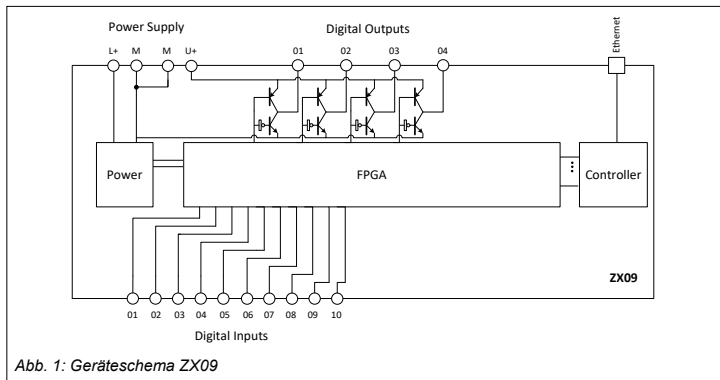 Power Supply Digital Outputs
L+ M M U+ 01 02 03 04 Ethernet
Power FPGA Controller
ZX09
01 02 03 04 05 06 07 08 09 10
Digital Inputs
Abb. 1: Geräteschema ZX09